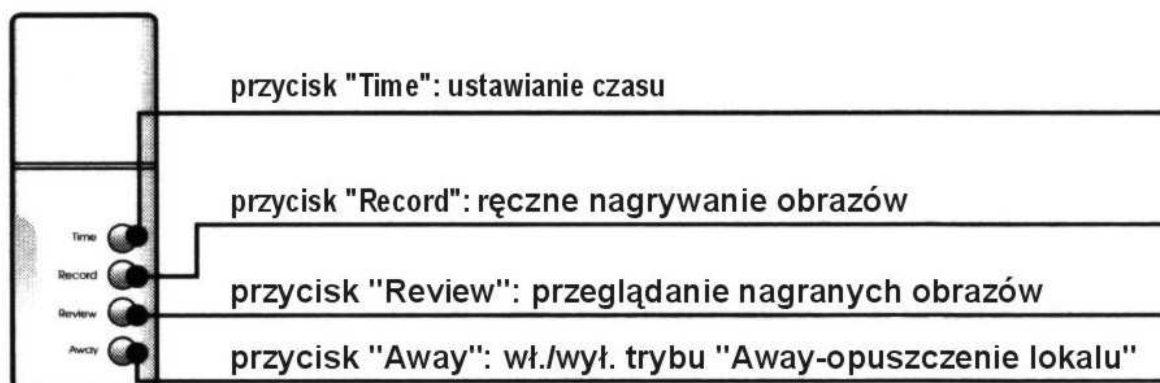 przycisk "Time": ustawianie czasu
przycisk "Record": ręczne nagrywanie obrazów
Time
Record
przycisk "Review": przeglądanie nagranych obrazów
Review
Away
przycisk "Away": wł./wył. trybu "Away-opuszczenie lokalu"